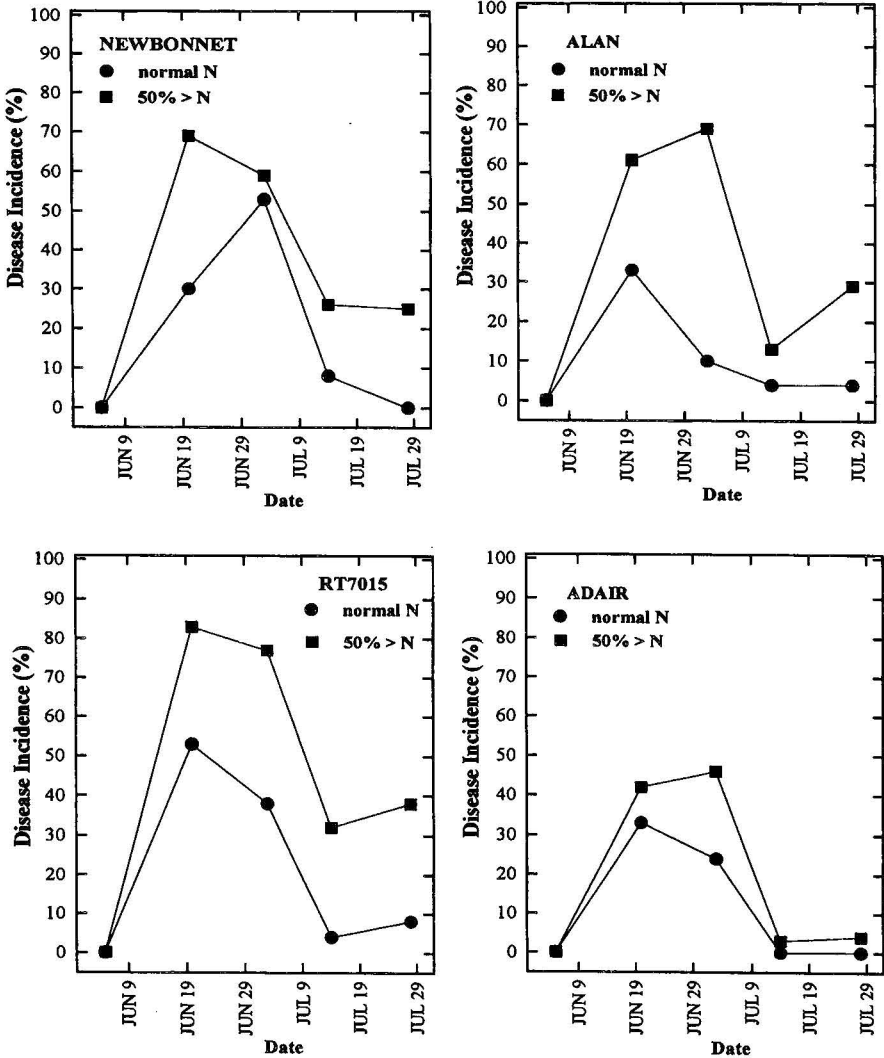 NEWBONNET
normal N
50% > N
Disease Incidence (%)
100
90
80
70
60
50
40
30
20
10
0
JUN 9
JUN 19
JUN 29
JUL 9
JUL 19
JUL 29
Date
ALAN
normal N
50% > N
Disease Incidence (%)
100
90
80
70
60
50
40
30
20
10
0
JUN 9
JUN 19
JUN 29
JUL 9
JUL 19
JUL 29
Date
RT7015
normal N
50% > N
Disease Incidence (%)
100
90
80
70
60
50
40
30
20
10
0
JUN 9
JUN 19
JUN 29
JUL 9
JUL 19
JUL 29
Date
ADAIR
normal N
50% > N
Disease Incidence (%)
100
90
80
70
60
50
40
30
20
10
0
JUN 9
JUN 19
JUN 29
JUL 9
JUL 19
JUL 29
Date